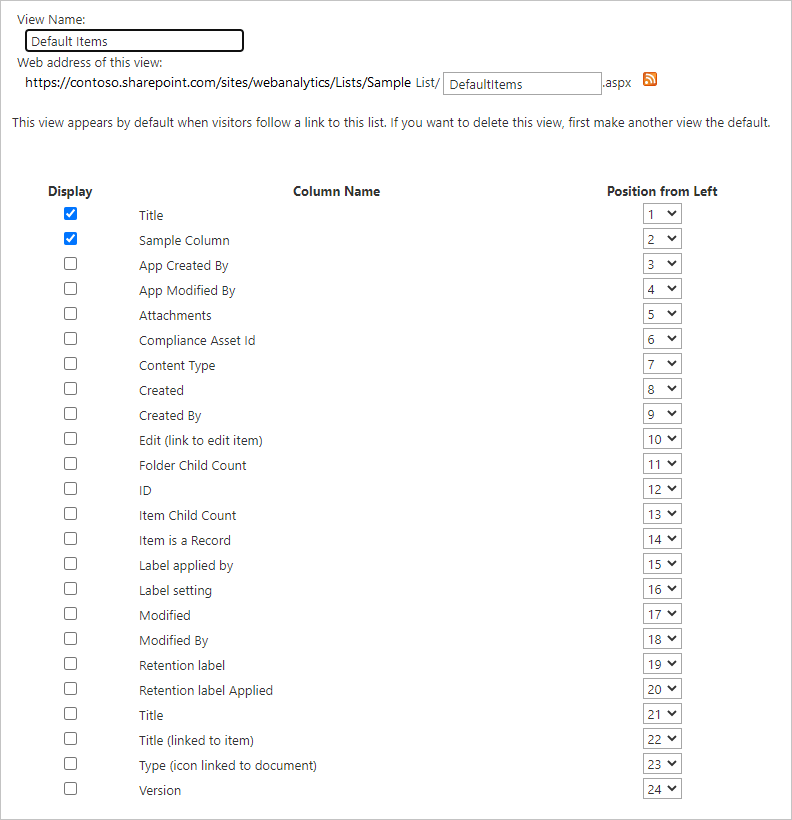 View Name:
Default Items
Web address of this view:
https://contoso.sharepoint.com/sites/webanalytics/Lists/Sample List/ DefaultItems .aspx
This view appears by default when visitors follow a link to this list. If you want to delete this view, first make another view the default.
Display Column Name Position from Left
Title 1
Sample Column 2
App Created By 3
App Modified By 4
Attachments 5
Compliance Asset Id 6
Content Type 7
Created 8
Created By 9
Edit (link to edit item) 10
Folder Child Count 11
ID 12
Item Child Count 13
Item is a Record 14
Label applied by 15
Label setting 16
Modified 17
Modified By 18
Retention label 19
Retention label Applied 20
Title 21
Title (linked to item) 22
Type (icon linked to document) 23
Version 24